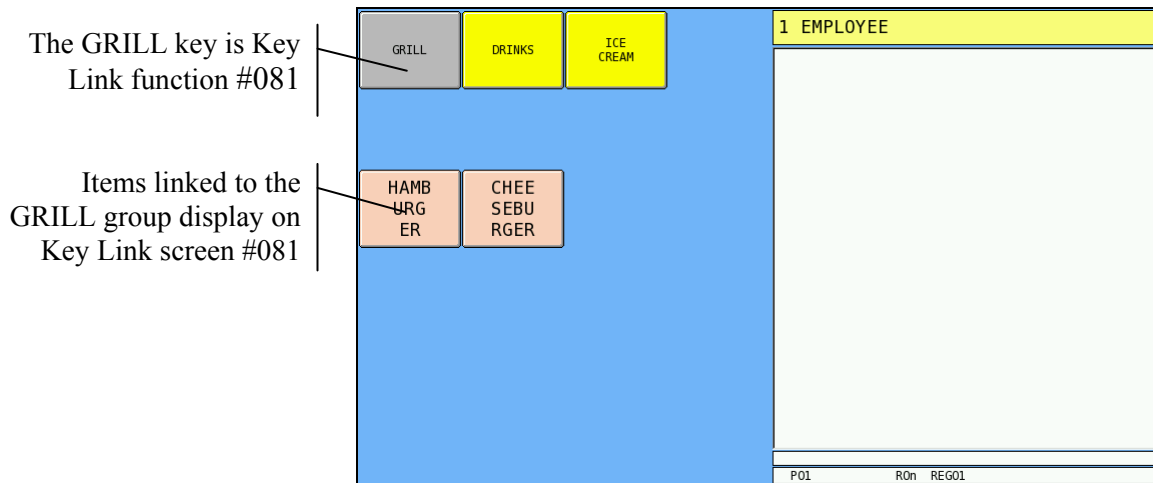 The GRILL key is Key
Link function #081
Items linked to the
GRILL group display on
Key Link screen #081
GRILL
DRINKS
ICE
CREAM
1 EMPLOYEE
HAMB
URG
ER
CHEE
SEBU
RGER
P01 R0n REG01